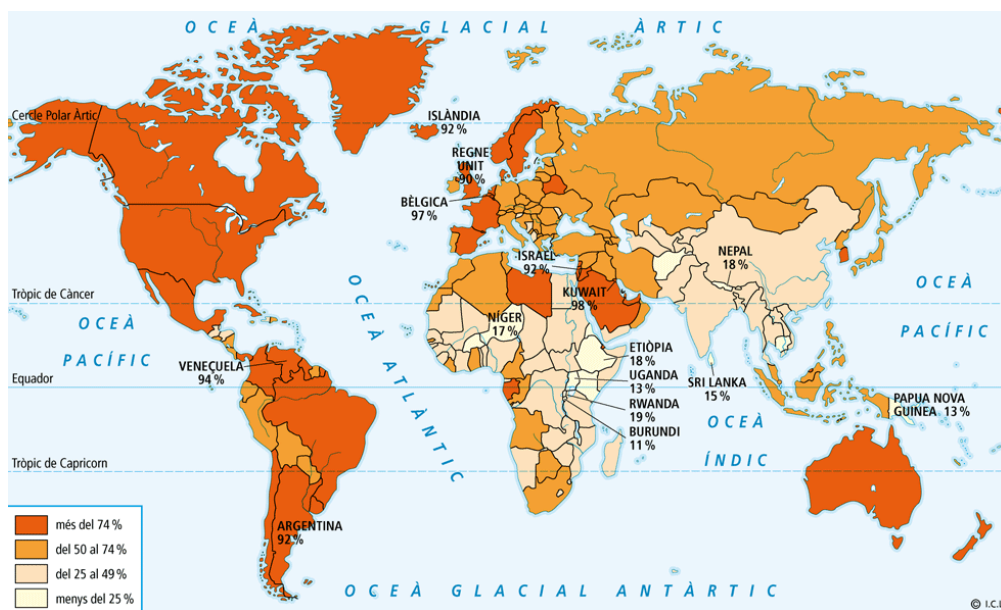 OCEÀ GLACIAL ÀRTIC
Cercle Polar Àrtic
ISLÀNDIA
92 %
REGNE
UNIT
90 %
BÈLGICA
97 %
ISRAEL
92 %
NEPAL
18 %
KUWAIT
98 %
Tròpic de Càncer
OCEÀ
PACÍFIC
OCEÀ ATLÀNTIC
NÍGER
17 %
OCEÀ
PACÍFIC
VENEÇUELA
94 %
ETIÒPIA
18 %
UGANDA
13 %
SRI LANKA
15 %
Equador
RWANDA
19 %
BURUNDI
11 %
PAPUA NOVA
GUINEA 13 %
OCEÀ
ÍNDIC
Tròpic de Capricorn
ARGENTINA
92 %
més del 74 %
del 50 al 74 %
del 25 al 49 %
menys del 25 %
OCEÀ GLACIAL ANTÀRTIC